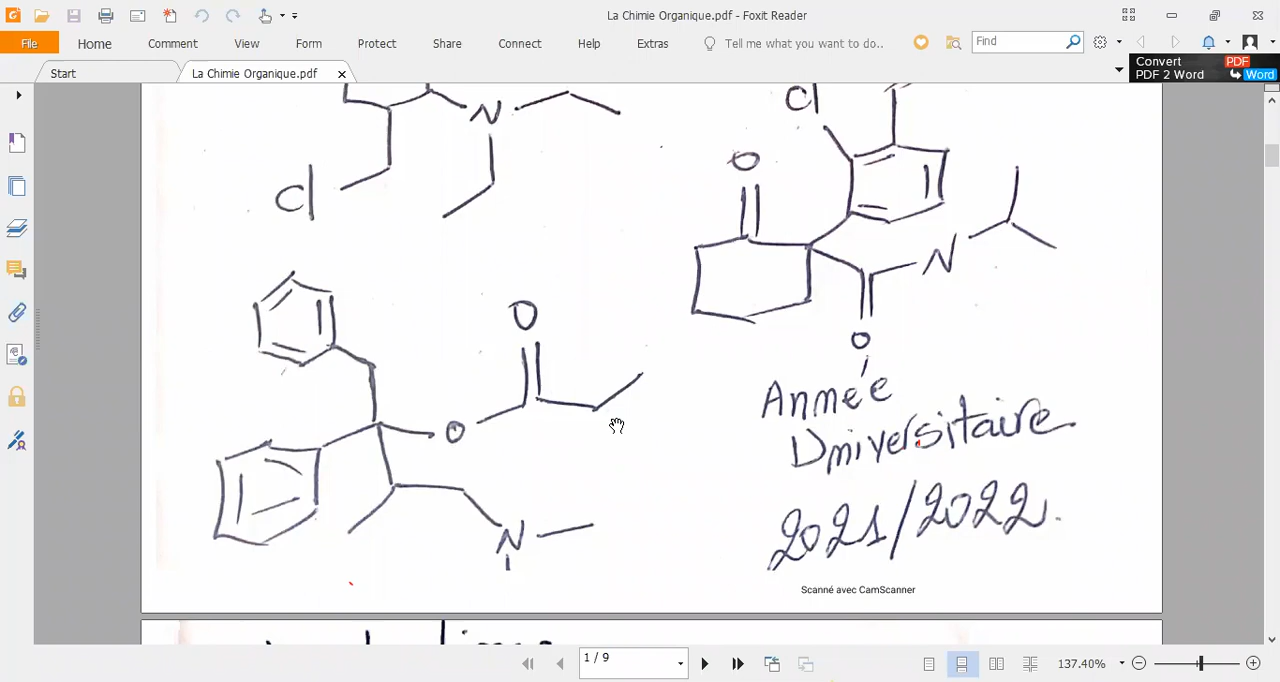 La Chimie Organique.pdf - Foxit Reader
File Home Comment View Form Protect Share Connect Help Extras Tell me what you want to do.. Find
Start La Chimie Organique.pdf
Convert PDF
PDF 2 Word Word
N
Cl
Cl
O
N
O
O
O
N
Année
Universitaire
2021/2022.
Scanné avec CamScanner
1 / 9
137.40%